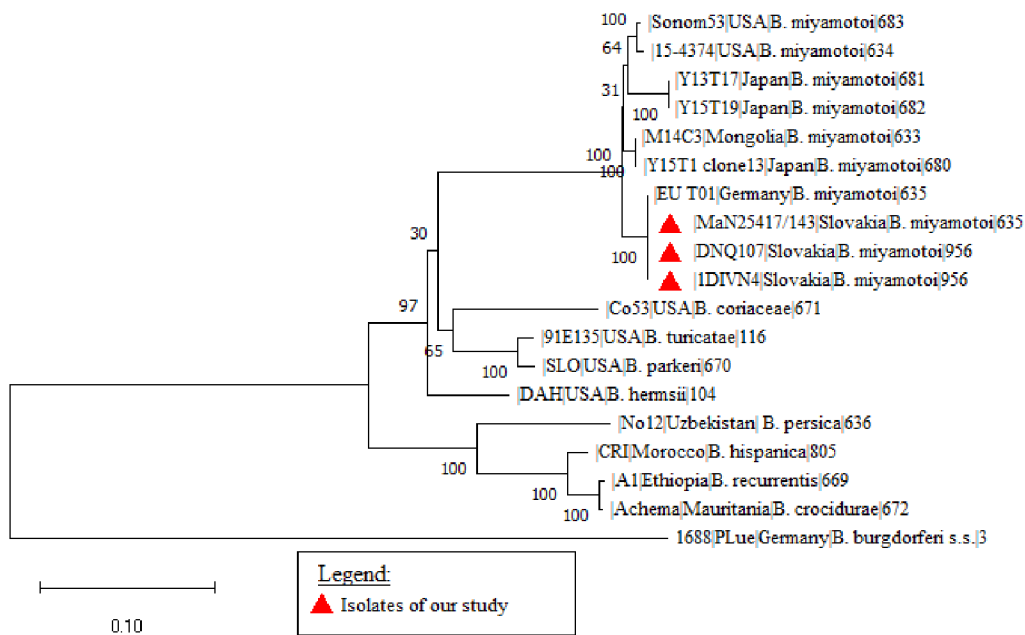 100 |Sonom53|USA|B. miyamotoi|683
64 |15-4374|USA|B. miyamotoi|634
|Y13T17|Japan|B. miyamotoi|681
31
|Y15T19|Japan|B. miyamotoi|682
100
|M14C3|Mongolia|B. miyamotoi|633
100
100 |Y15T1 clone13|Japan|B. miyamotoi|680
|EU T01|Germany|B. miyamotoi|635
|MaN25417/143|Slovakia|B. miyamotoi|635
30
|DNQ107|Slovakia|B. miyamotoi|956
100
|1DIVN4|Slovakia|B. miyamotoi|956
97 |Co53|USA|B. coriaceae|671
|91E135|USA|B. turicatae|116
65
|SLO|USA|B. parkeri|670
100
|DAH|USA|B. hermsii|104
|No12|Uzbekistan| B. persica|636
|CRI|Morocco|B. hispanica|805
100
|A1|Ethiopia|B. recurrentis|669
100
|Achema|Mauritania|B. crocidurae|672
100
1688|PLue|Germany|B. burgdorferi s.s.|3
Legend:
Isolates of our study
0.10